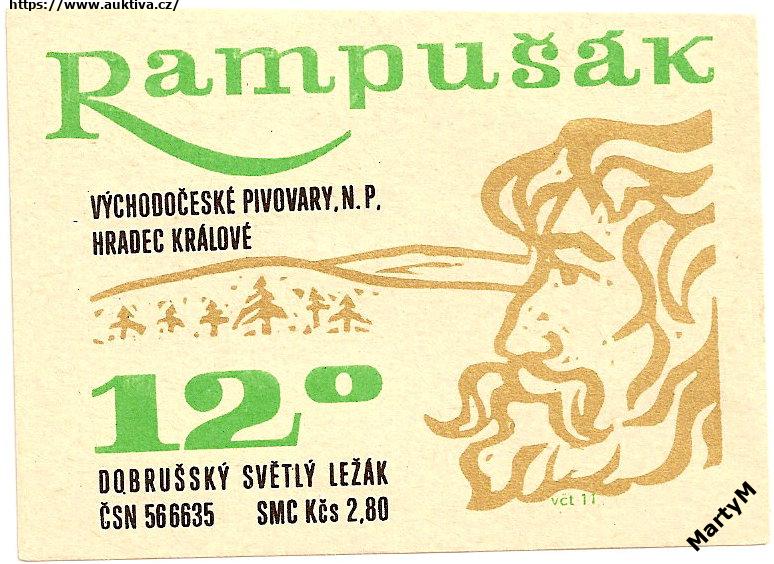 https://www.auktiva.cz/
Rampušák
VÝCHODOČESKÉ PIVOVARY, N. P.
HRADEC KRÁLOVÉ
12°
DOBRUŠSKÝ SVĚTLÝ LEŽÁK
ČSN 566635 SMC Kčs 2,80
včt 11
MartyM